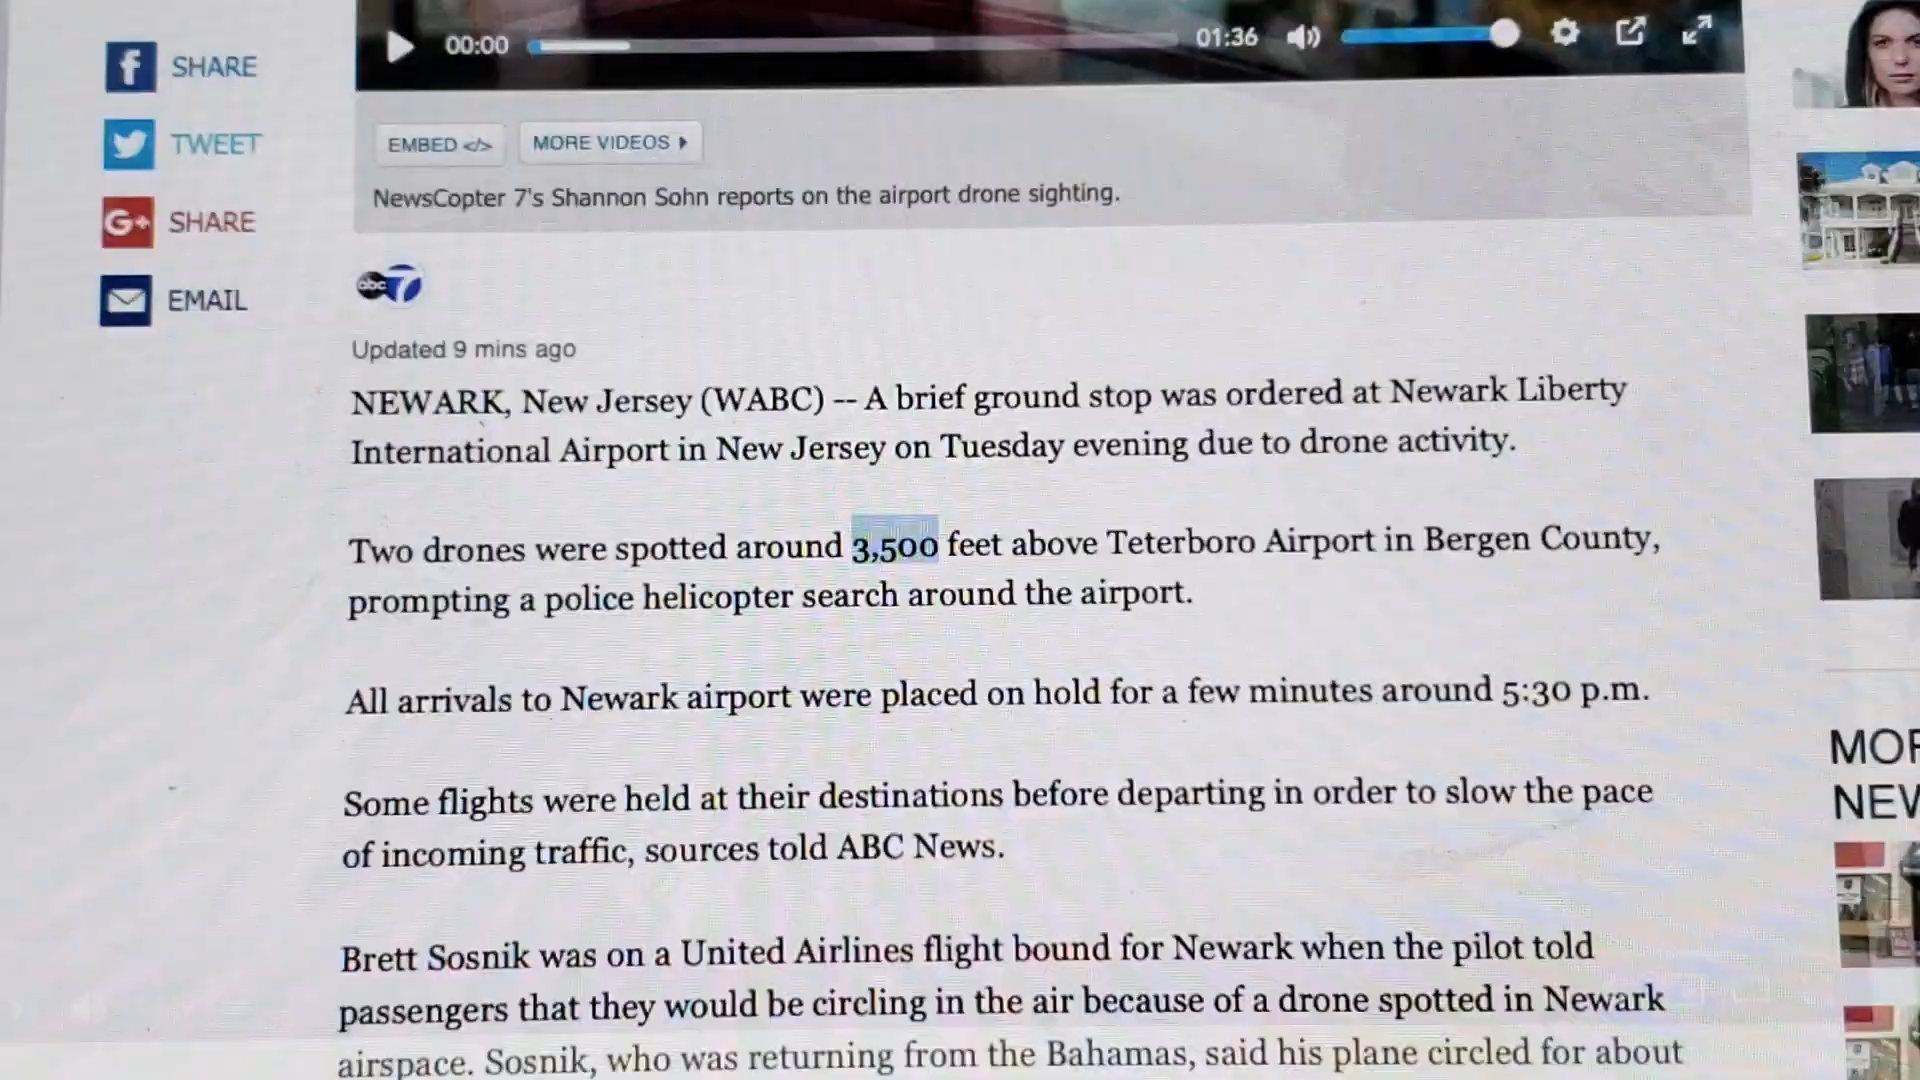 SHARE
TWEET
G+ SHARE
EMAIL
00:00
01:36
EMBED </>
MORE VIDEOS
NewsCopter 7's Shannon Sohn reports on the airport drone sighting.
abc 7
Updated 9 mins ago
NEWARK, New Jersey (WABC) -- A brief ground stop was ordered at Newark Liberty
International Airport in New Jersey on Tuesday evening due to drone activity.
Two drones were spotted around 3,500 feet above Teterboro Airport in Bergen County,
prompting a police helicopter search around the airport.
All arrivals to Newark airport were placed on hold for a few minutes around 5:30 p.m.
Some flights were held at their destinations before departing in order to slow the pace
of incoming traffic, sources told ABC News.
Brett Sosnik was on a United Airlines flight bound for Newark when the pilot told
passengers that they would be circling in the air because of a drone spotted in Newark
airspace. Sosnik, who was returning from the Bahamas, said his plane circled for about